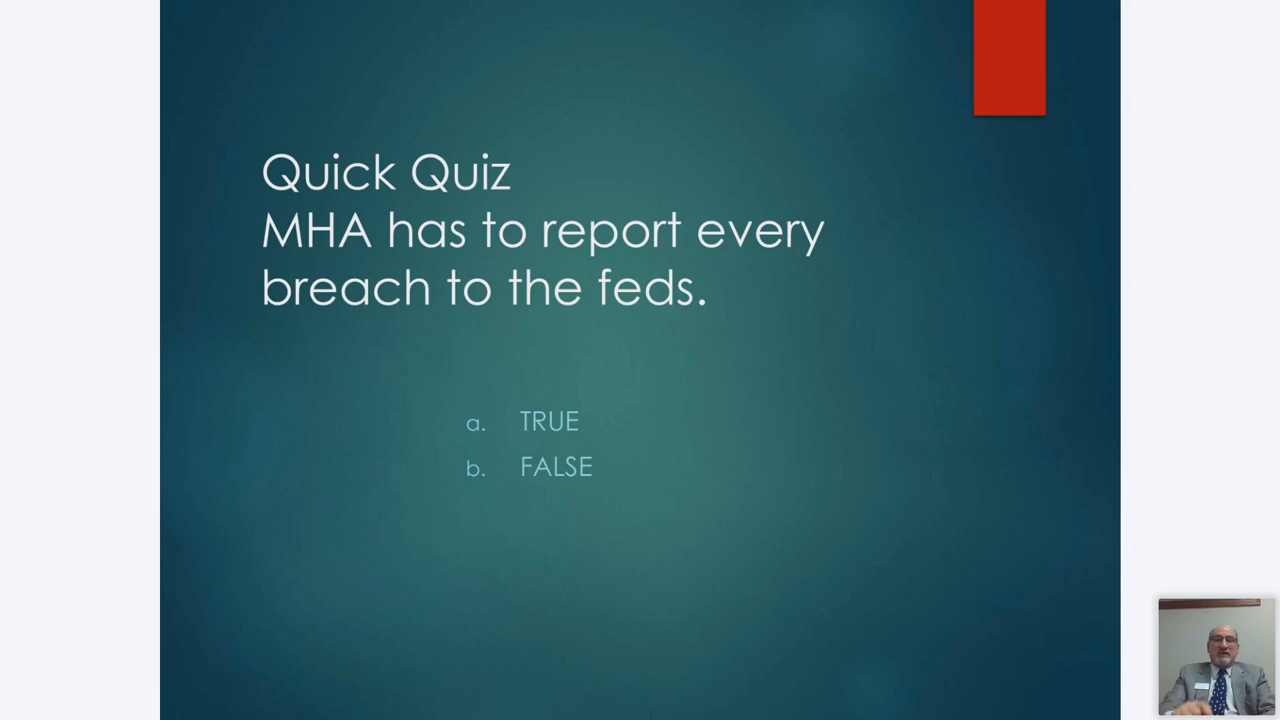 Quick Quiz
MHA has to report every
breach to the feds.
a. TRUE
b. FALSE